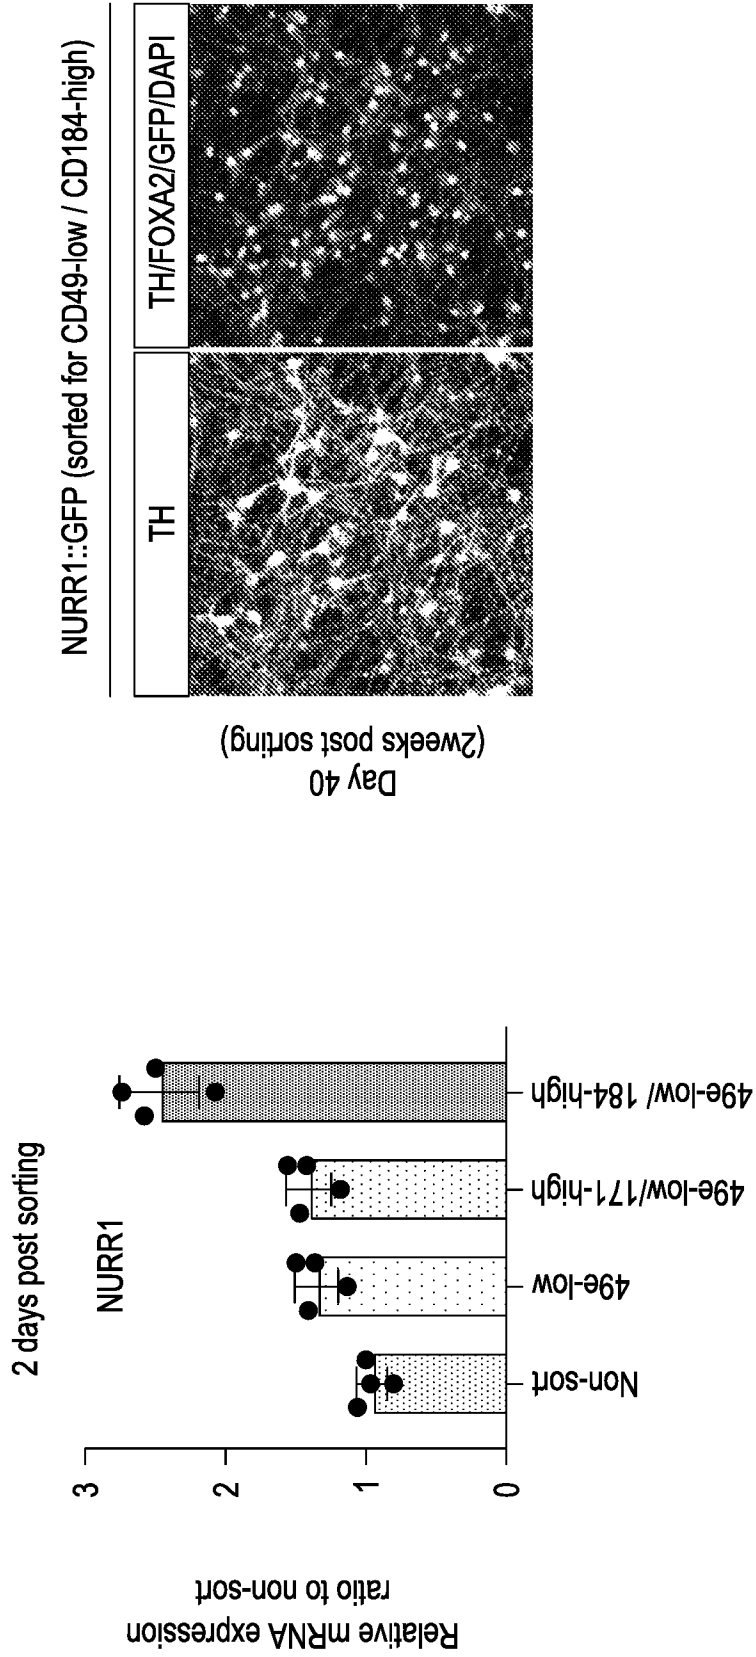 2 days post sorting
NURR1
Relative mRNA expression
ratio to non-sort
3
2
1
0
Non-sort
49e-low
49e-low/171-high
49e-low/ 184-high
NURR1::GFP (sorted for CD49-low / CD184-high)
TH
TH/FOXA2/GFP/DAPI
Day 40
(2weeks post sorting)